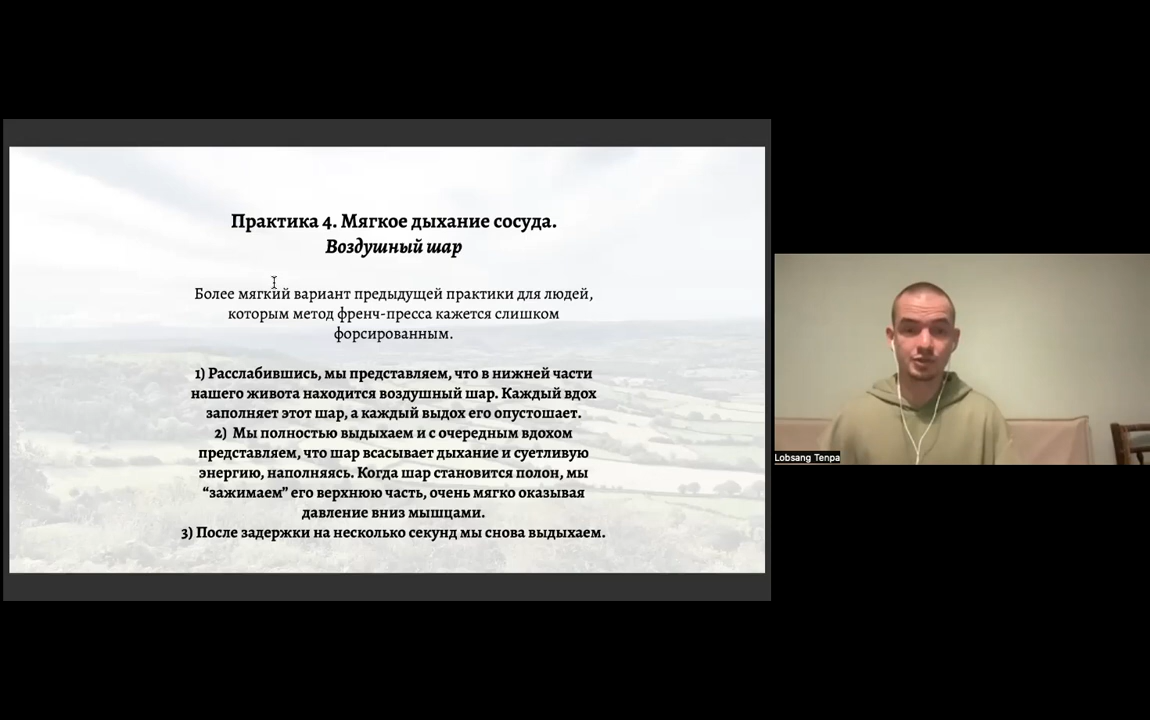 Практика 4. Мягкое дыхание сосуда.
Воздушный шар
Более мягкий вариант предыдущей практики для людей,
которым метод френч-пресса кажется слишком
форсированным.
1) Расслабившись, мы представляем, что в нижней части
нашего живота находится воздушный шар. Каждый вдох
заполняет этот шар, а каждый выдох его опустошает.
2) Мы полностью выдыхаем и с очередным вдохом
представляем, что шар всасывает дыхание и суетливую
энергию, наполняясь. Когда шар становится полон, мы
“зажимаем” его верхнюю часть, очень мягко оказывая
давление вниз мышцами.
3) После задержки на несколько секунд мы снова выдыхаем.
Lobsang Tenpa